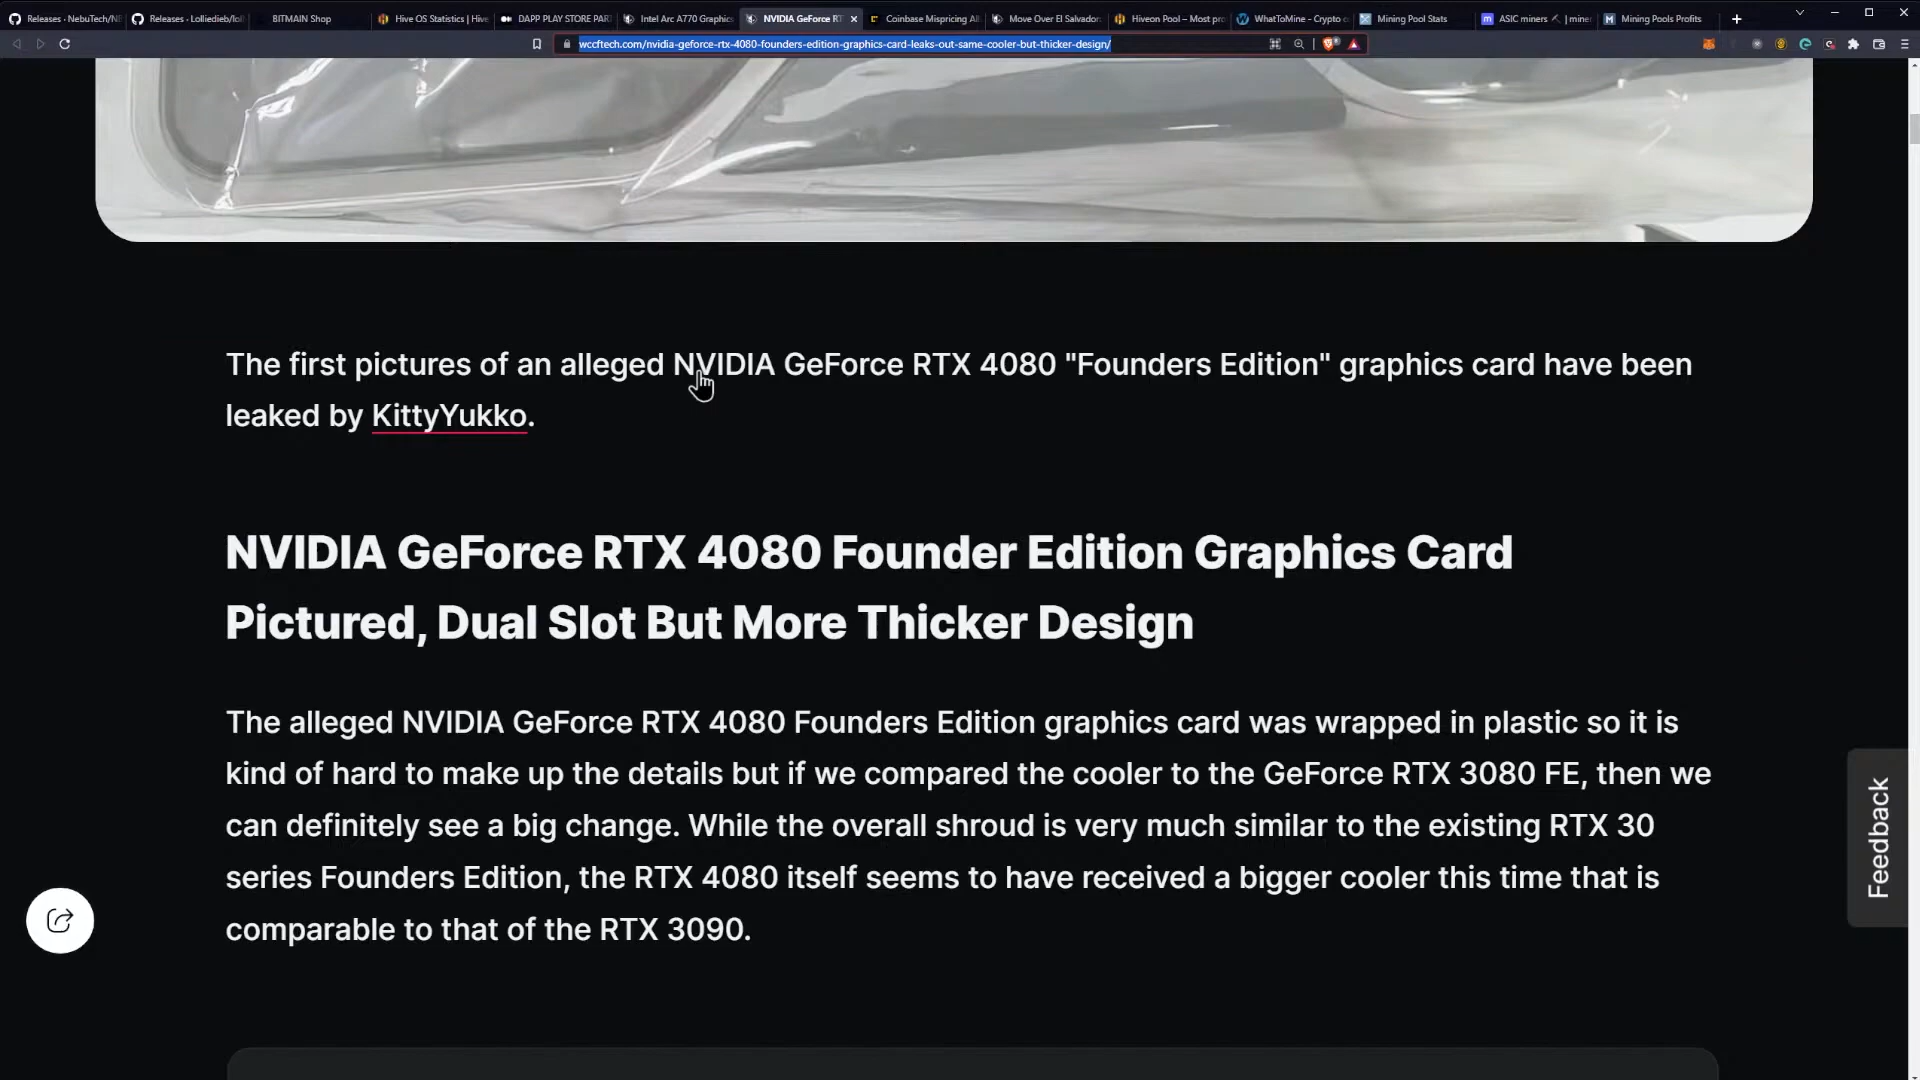 Releases · NebuTech/NB
Releases · Lolliedieb/lol
BITMAIN Shop
Hive OS Statistics | Hive
DAPP PLAY STORE PAR
Intel Arc A770 Graphics
NVIDIA GeForce RT
Coinbase Mispricing All
Move Over El Salvador
Hiveon Pool – Most pro
WhatToMine - Crypto c
Mining Pool Stats
ASIC miners | mine
Mining Pools Profits
wccftech.com/nvidia-geforce-rtx-4080-founders-edition-graphics-card-leaks-out-same-cooler-but-thicker-design/
The first pictures of an alleged NVIDIA GeForce RTX 4080 "Founders Edition" graphics card have been
leaked by KittyYukko.
NVIDIA GeForce RTX 4080 Founder Edition Graphics Card
Pictured, Dual Slot But More Thicker Design
The alleged NVIDIA GeForce RTX 4080 Founders Edition graphics card was wrapped in plastic so it is
kind of hard to make up the details but if we compared the cooler to the GeForce RTX 3080 FE, then we
can definitely see a big change. While the overall shroud is very much similar to the existing RTX 30
series Founders Edition, the RTX 4080 itself seems to have received a bigger cooler this time that is
comparable to that of the RTX 3090.
Feedback